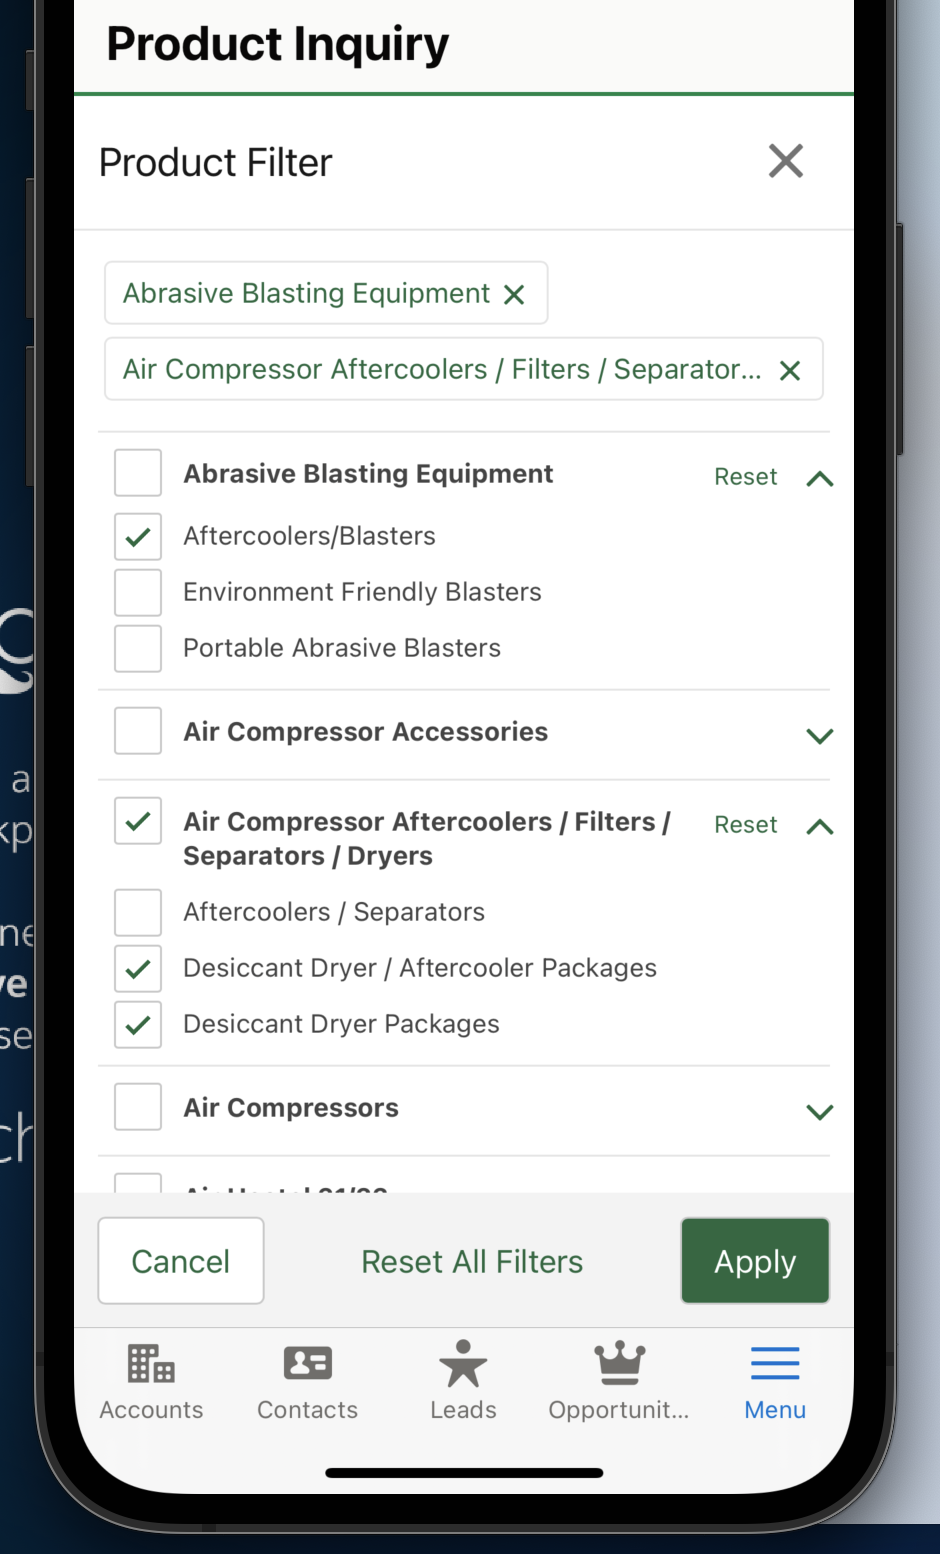 Product Inquiry
Product Filter
Abrasive Blasting Equipment
Air Compressor Aftercoolers / Filters / Separator...
Abrasive Blasting Equipment
Reset
Aftercoolers/Blasters
Environment Friendly Blasters
Portable Abrasive Blasters
Air Compressor Accessories
Air Compressor Aftercoolers / Filters /
Separators / Dryers
Reset
Aftercoolers / Separators
Desiccant Dryer / Aftercooler Packages
Desiccant Dryer Packages
Air Compressors
Cancel
Reset All Filters
Apply
Accounts
Contacts
Leads
Opportunit...
Menu